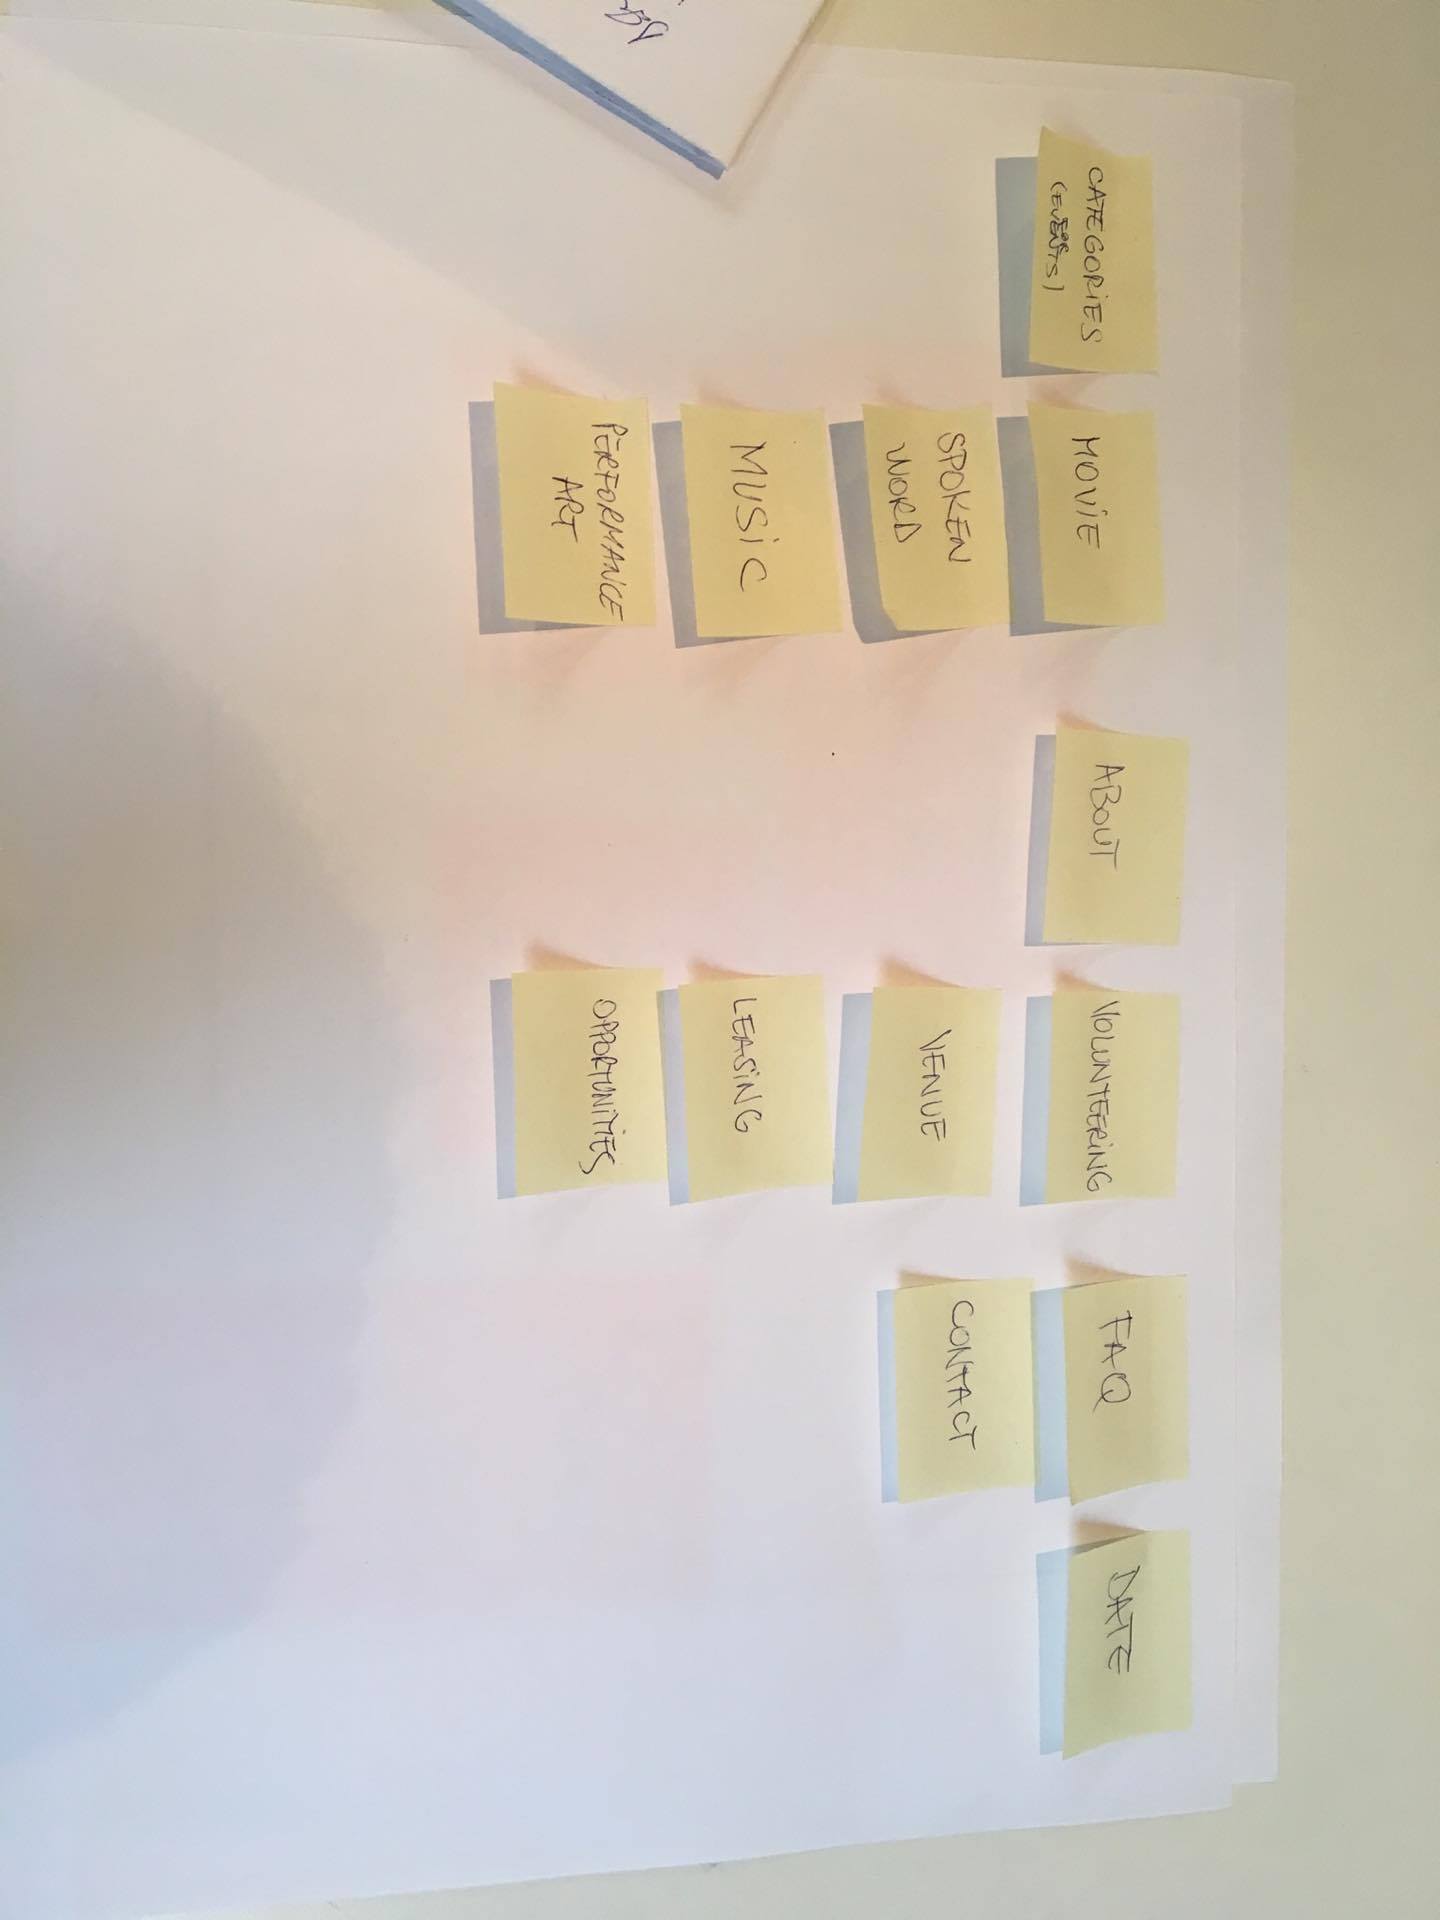 CATEGORIES
(EVENTS)
MOViE
SPOKEN
WORD
MUSiC
PERFORMANCE
ART
ABOUT
VOLUNTEERiNG
VENUE
LEASiNG
OPPORTUNiTiES
FAQ
CONTACT
DATE